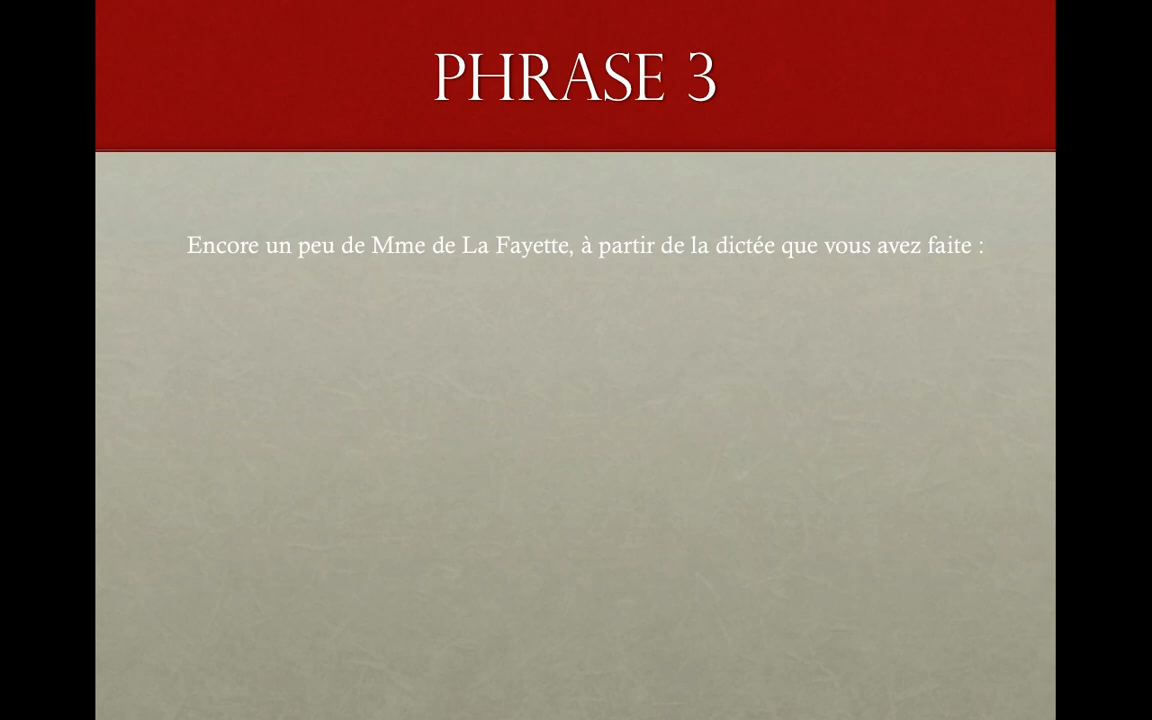 PHRASE 3
Encore un peu de Mme de La Fayette, à partir de la dictée que vous avez faite :